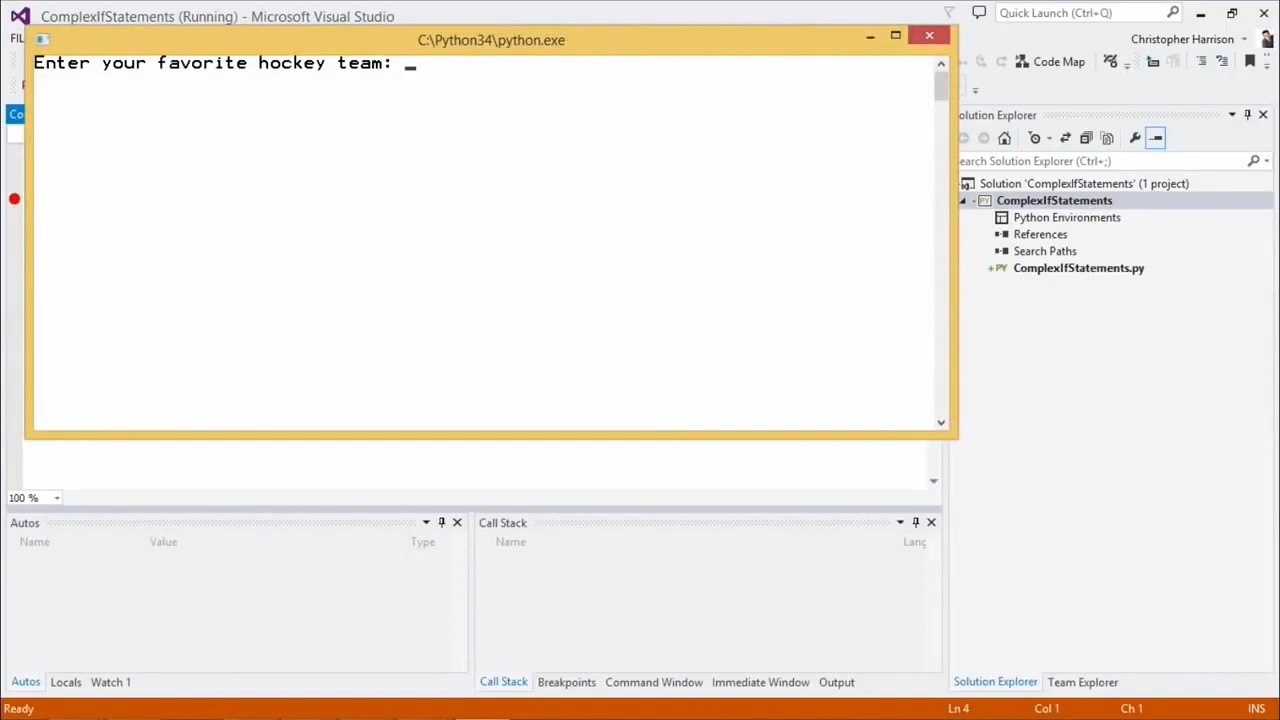 ComplexIfStatements (Running) - Microsoft Visual Studio
Quick Launch (Ctrl+Q)
C:\Python34\python.exe
Christopher Harrison
FIL
Enter your favorite hockey team: _
Code Map
Co
olution Explorer
earch Solution Explorer (Ctrl+;)
Solution 'ComplexIfStatements' (1 project)
ComplexIfStatements
Python Environments
References
Search Paths
ComplexIfStatements.py
100 %
Autos
Call Stack
Name Value Type
Name Lang
Autos Locals Watch 1
Call Stack Breakpoints Command Window Immediate Window Output
Solution Explorer Team Explorer
Ready
Ln 4 Col 1 Ch 1 INS